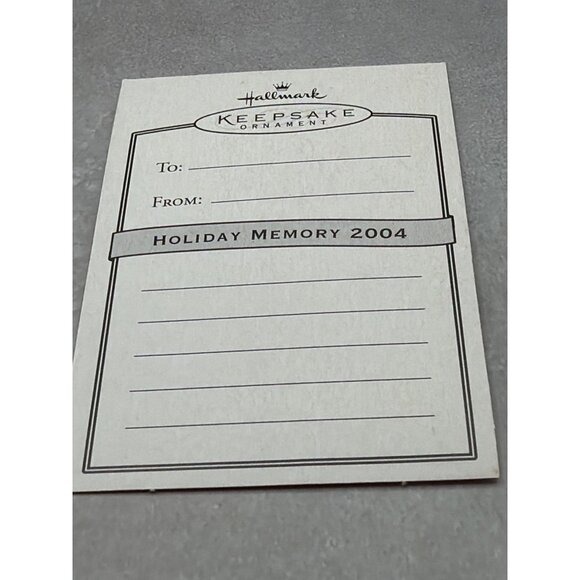 Hallmark
KEEPSAKE
ORNAMENT
TO:
FROM:
HOLIDAY MEMORY 2004